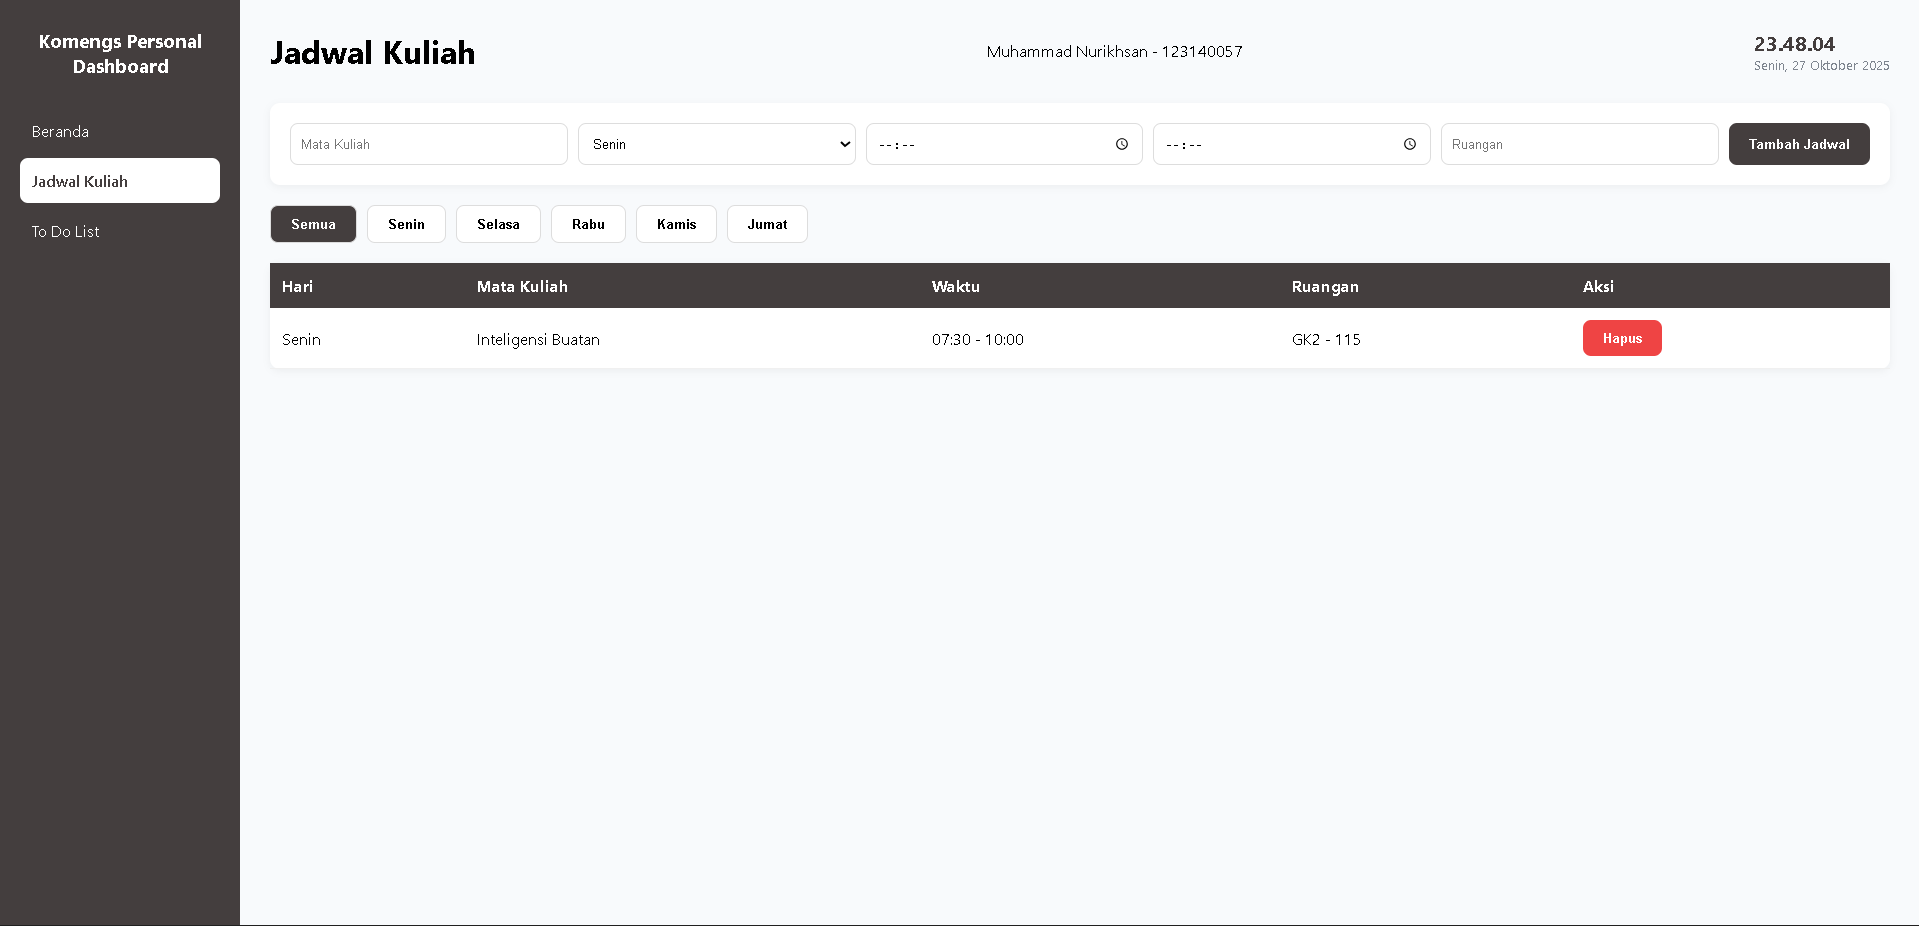 Komengs Personal
Dashboard
Beranda
Jadwal Kuliah
To Do List
Jadwal Kuliah
Muhammad Nurikhsan - 123140057
23.48.04
Senin, 27 Oktober 2025
Mata Kuliah
Senin
--:--
--:--
Ruangan
Tambah Jadwal
Semua
Senin
Selasa
Rabu
Kamis
Jumat
Hari Mata Kuliah Waktu Ruangan Aksi
Senin Inteligensi Buatan 07:30 - 10:00 GK2 - 115 Hapus